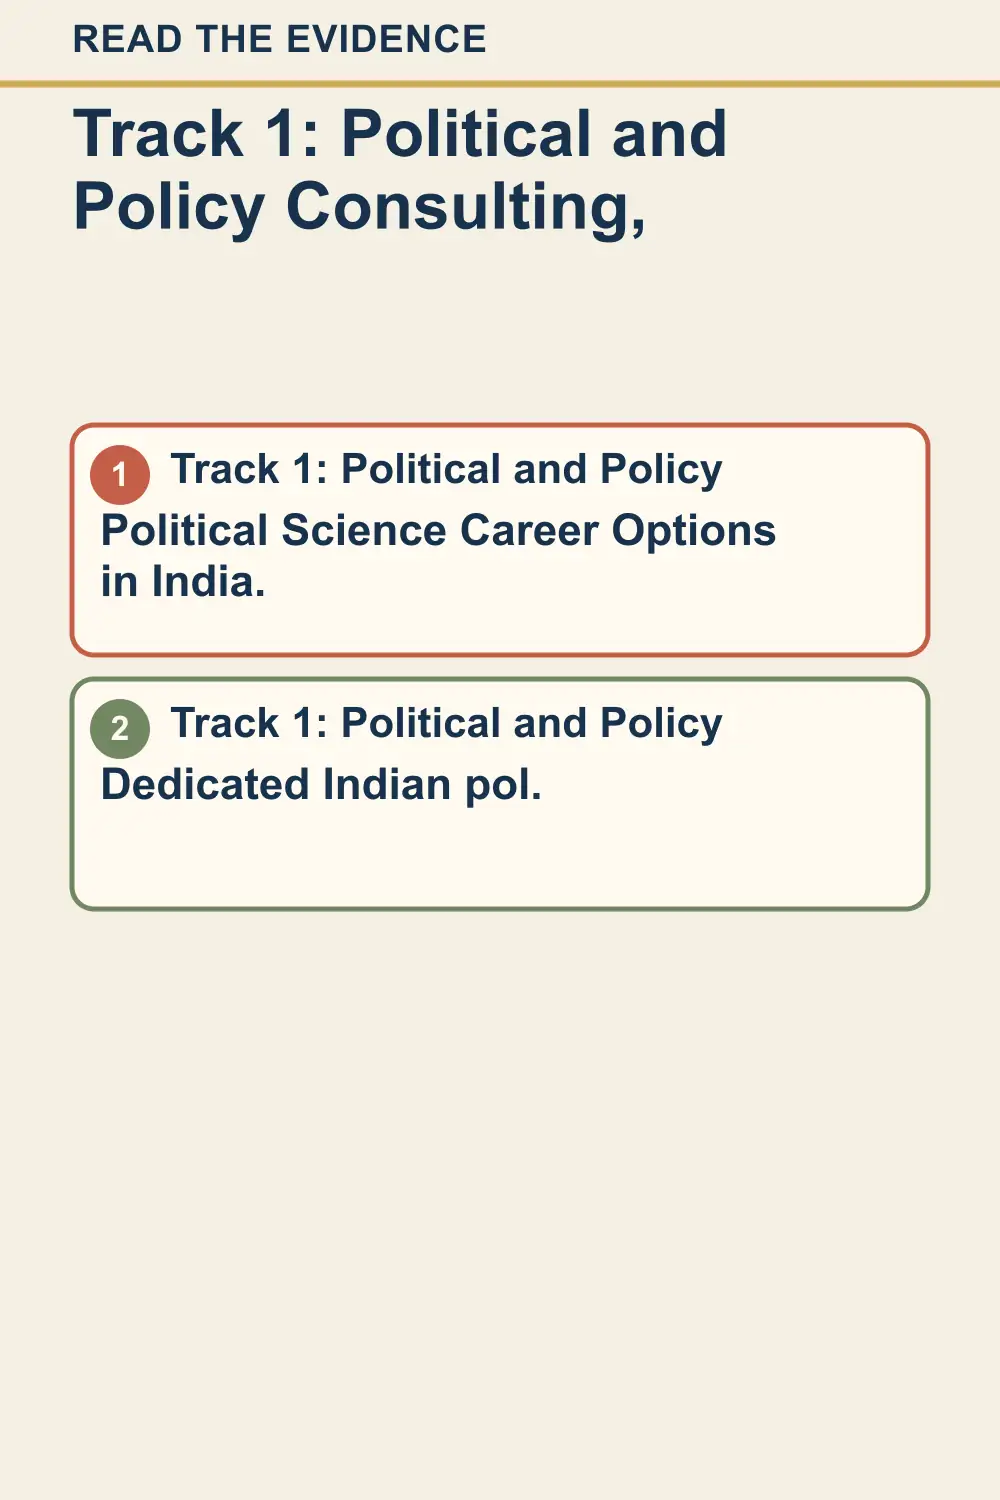 READ THE EVIDENCE
Track 1: Political and
Policy Consulting,
1
Track 1: Political and Policy
Political Science Career Options
in India.
2
Track 1: Political and Policy
Dedicated Indian pol.